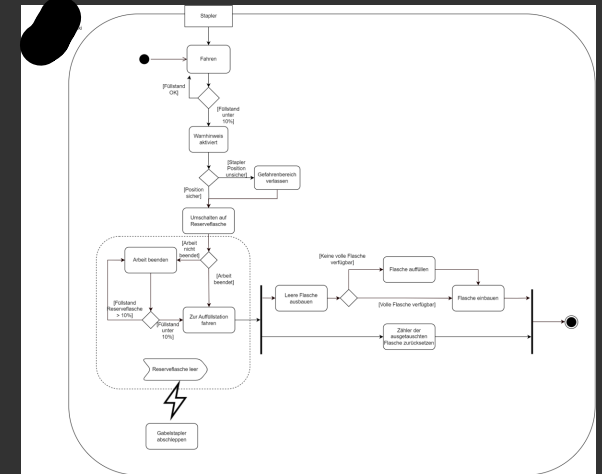 Stapler
Fahren
[Füllstand
OK]
[Füllstand
unter
10%]
Warnhinweis
aktiviert
[Stapler
Position
unsicher]
Gefahrenbereich
verlassen
[Position
sicher]
Umschalten auf
Reserveflasche
[Arbeit
nicht
beendet]
Arbeit beenden
[Arbeit
beendet]
[Füllstand
Reserveflasche
> 10%]
[Füllstand
unter
10%]
Zur Auffüllstation
fahren
Leere Flasche
ausbauen
[Keine volle Flasche
verfügbar]
Flasche auffüllen
[Volle Flasche verfügbar]
Flasche einbauen
Zähler der
ausgetauschten
Flasche zurücksetzen
Reserveflasche leer
Gabelstapler
abschleppen